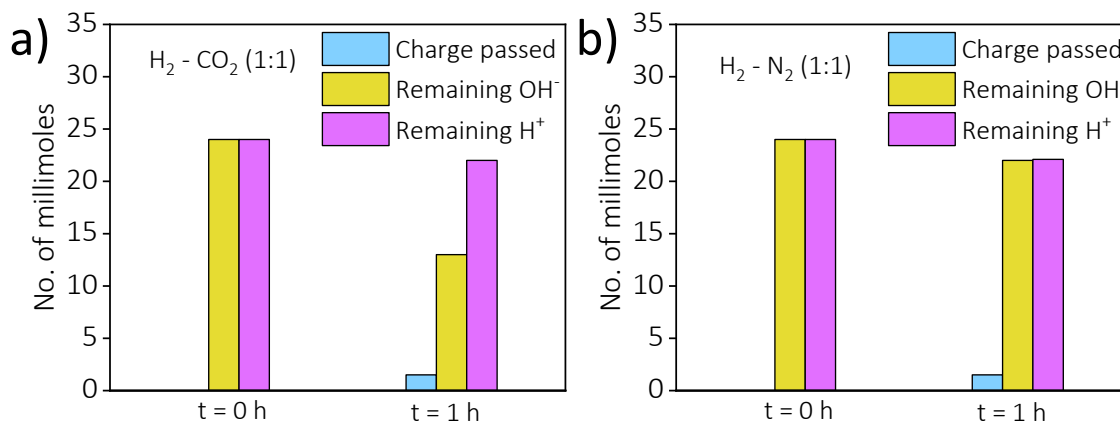 a)
H₂ - CO₂ (1:1)
Charge passed
Remaining OH⁻
Remaining H⁺
No. of millimoles
35
30
25
20
15
10
5
0
t = 0 h
t = 1 h
b)
H₂ - N₂ (1:1)
Charge passed
Remaining OH
Remaining H⁺
No. of millimoles
35
30
25
20
15
10
5
0
t = 0 h
t = 1 h